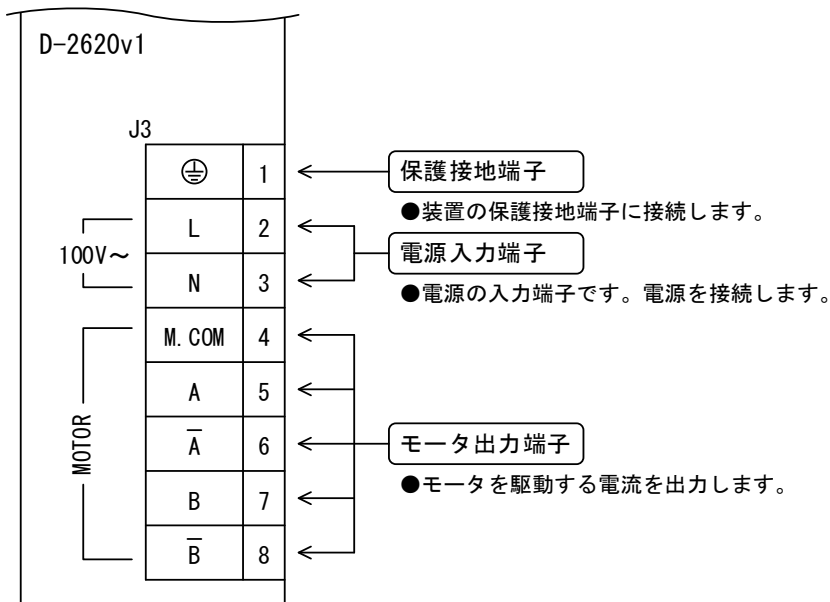 D-2620v1
J3
⏚ 1
保護接地端子
●装置の保護接地端子に接続します。
100V～
L 2
N 3
電源入力端子
●電源の入力端子です。電源を接続します。
MOTOR
M. COM 4
A 5
A̅ 6
B 7
B̅ 8
モータ出力端子
●モータを駆動する電流を出力します。